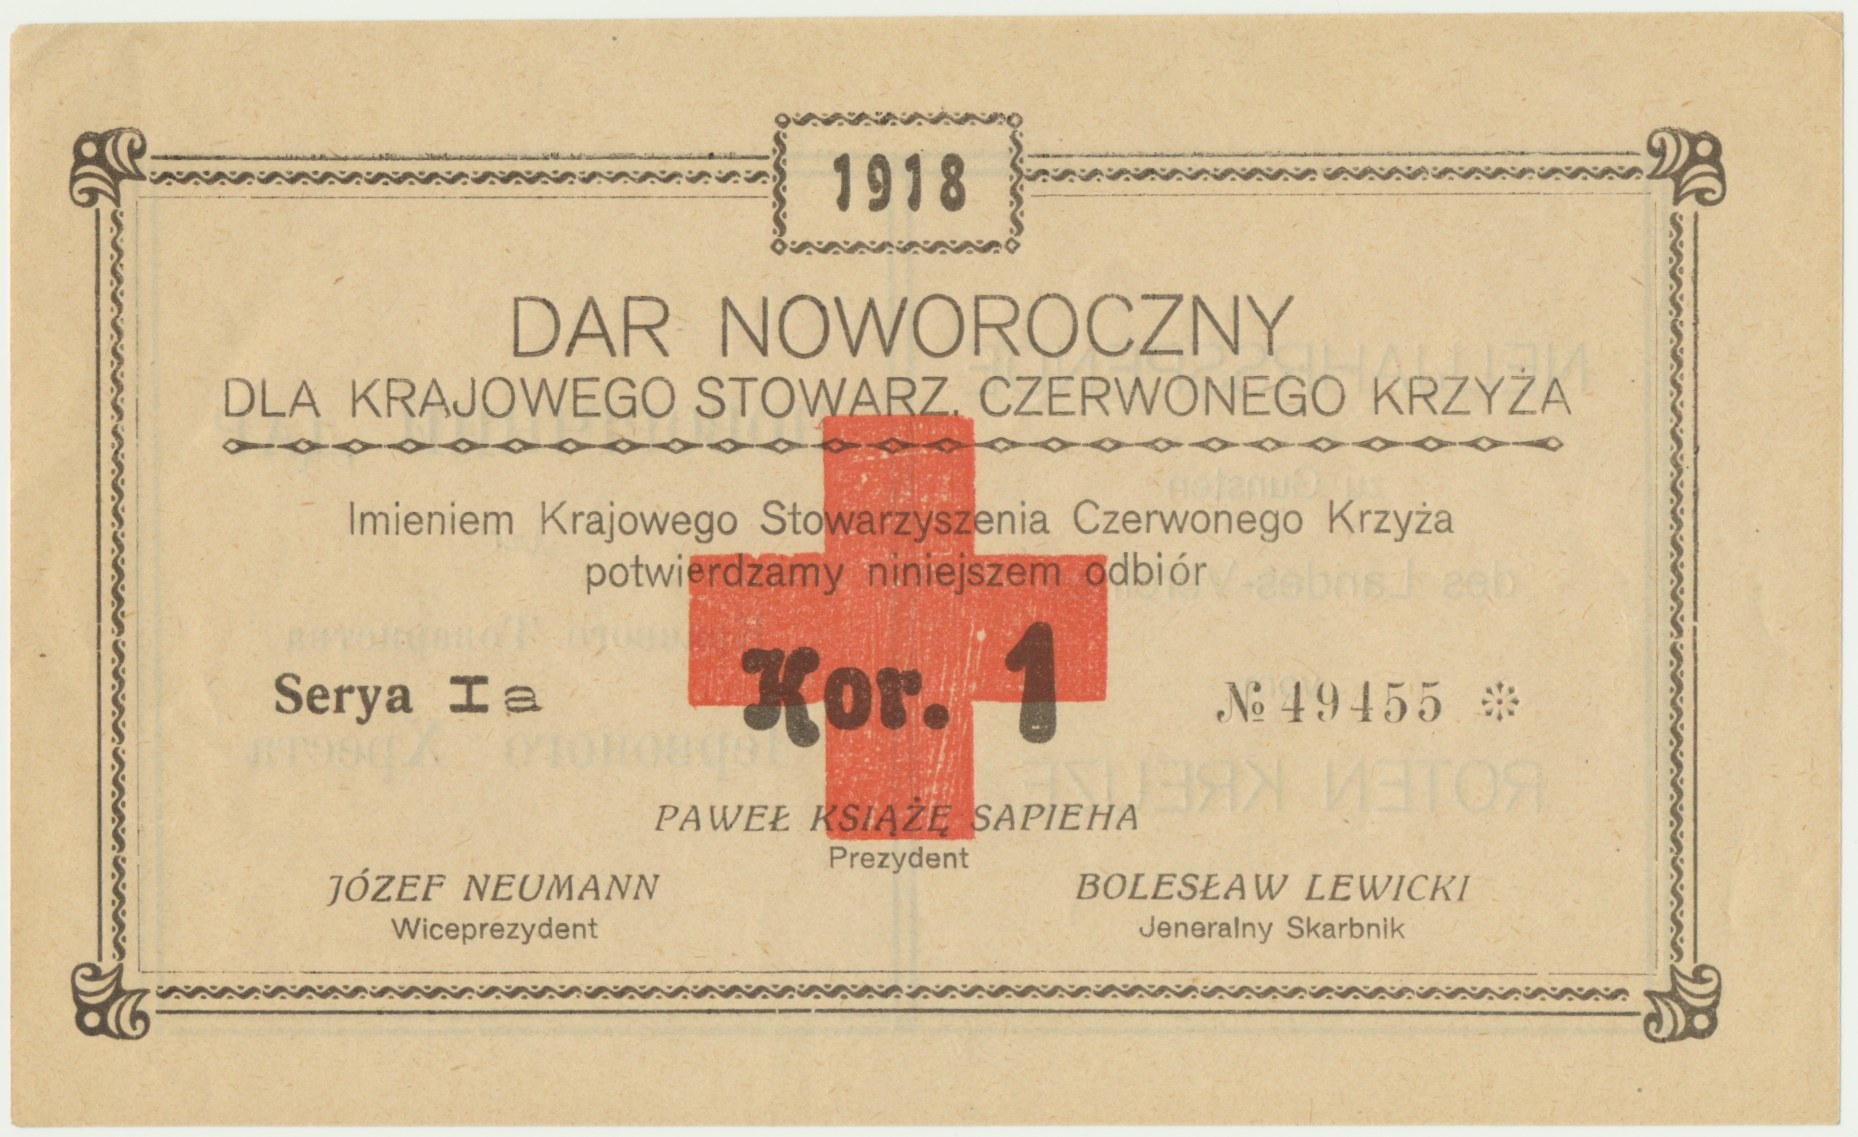 1918
DAR NOWOROCZNY
DLA KRAJOWEGO STOWARZ. CZERWONEGO KRZYŻA
Imieniem Krajowego Stowarzyszenia Czerwonego Krzyża
potwierdzamy niniejszem odbiór
Serya Ia Kor. 1 № 49455
PAWEŁ KSIĄŻĘ SAPIEHA
Prezydent
JÓZEF NEUMANN BOLESŁAW LEWICKI
Wiceprezydent Jeneralny Skarbnik